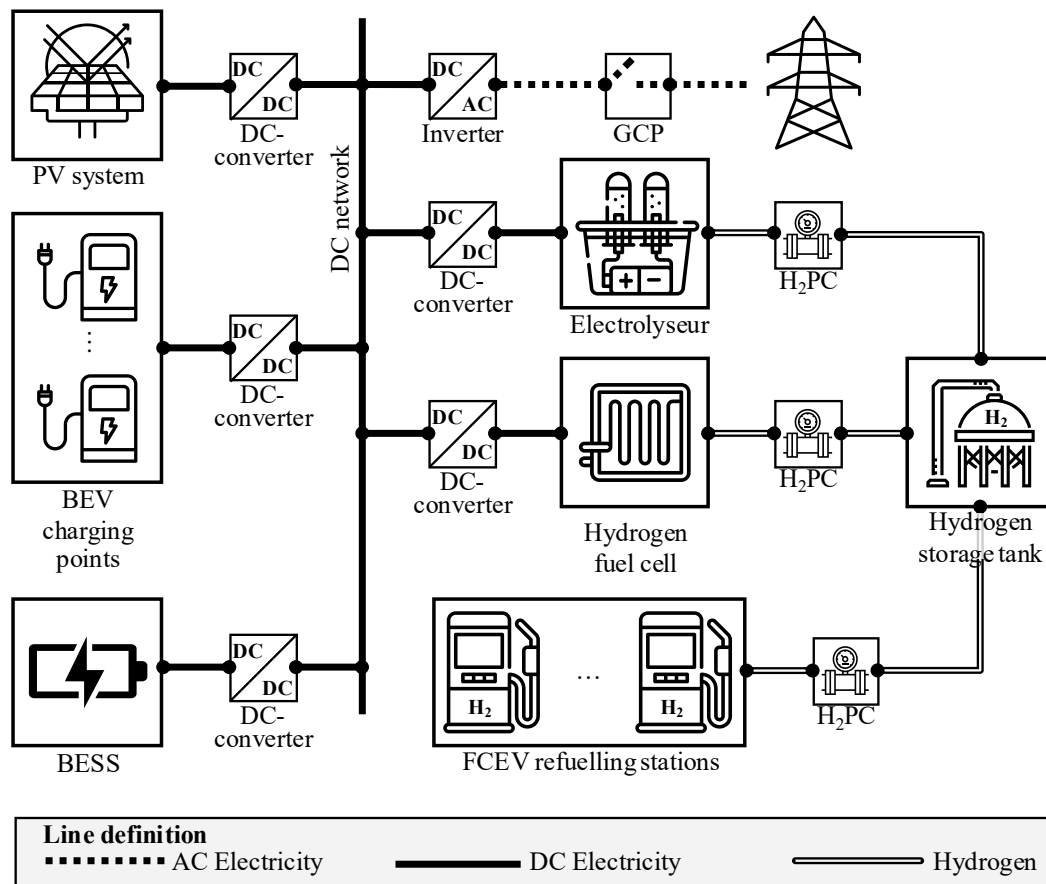 DC
DC
DC-
converter
PV system
DC
AC
Inverter
GCP
DC network
DC
DC
DC-
converter
Electrolyseur
H₂PC
BEV
charging
points
DC
DC
DC-
converter
DC
DC
DC-
converter
Hydrogen
fuel cell
H₂PC
H₂
Hydrogen
storage tank
BESS
DC
DC
DC-
converter
H₂
...
H₂
FCEV refuelling stations
H₂PC
Line definition
AC Electricity
DC Electricity
Hydrogen